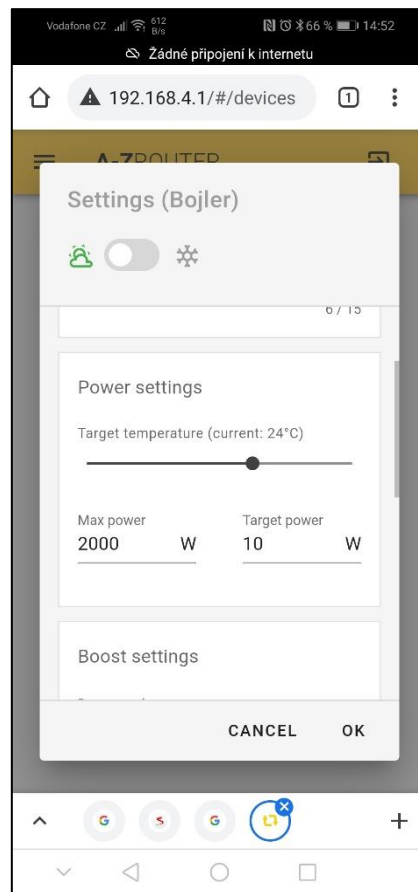 Vodafone CZ 612 B/s 66 % 14:52
Žádné připojení k internetu
192.168.4.1/#/devices 1
A-ZROUTER
Settings (Bojler)
6 / 15
Power settings
Target temperature (current: 24°C)
Max power Target power
2000 W 10 W
Boost settings
CANCEL OK
G S G